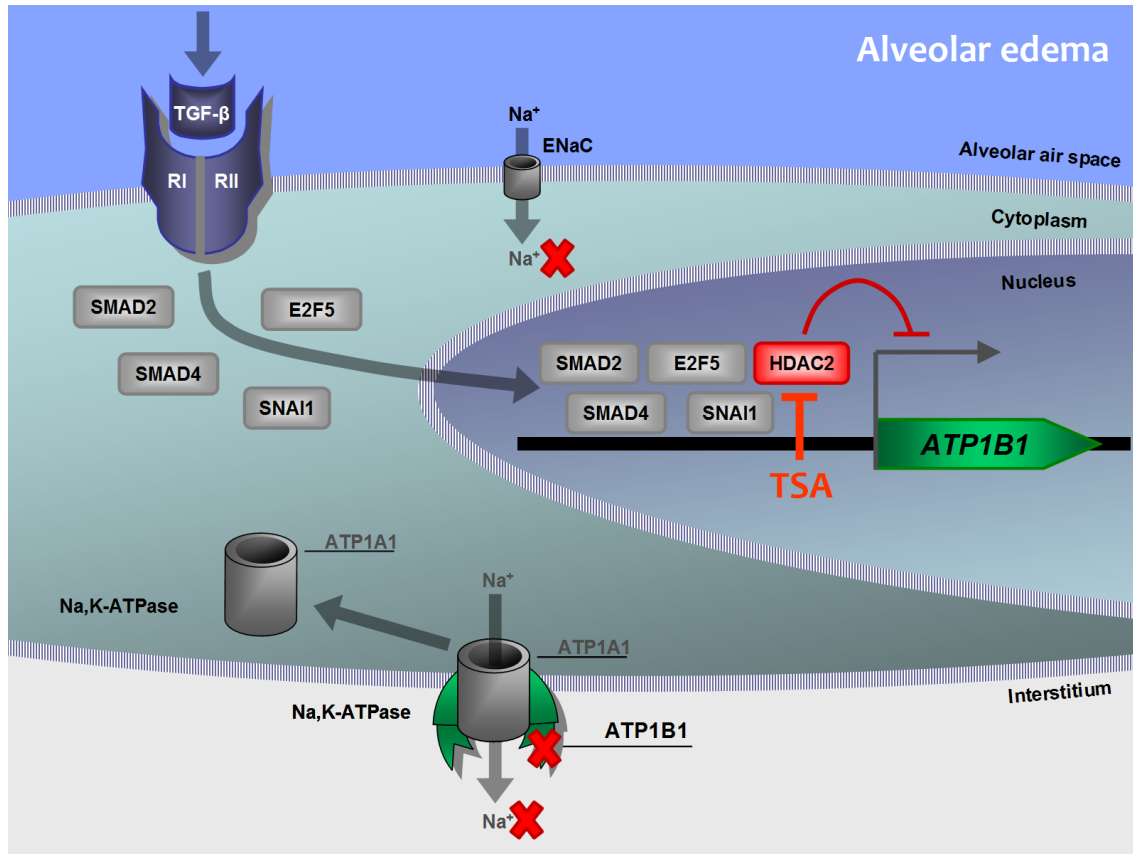 Alveolar edema
TGF-β
RI
RII
Na⁺
ENaC
Na⁺
Alveolar air space
Cytoplasm
Nucleus
SMAD2
E2F5
SMAD4
SNAI1
SMAD2
E2F5
HDAC2
SMAD4
SNAI1
ATP1B1
TSA
ATP1A1
Na,K-ATPase
Na⁺
ATP1A1
Na,K-ATPase
ATP1B1
Na⁺
Interstitium